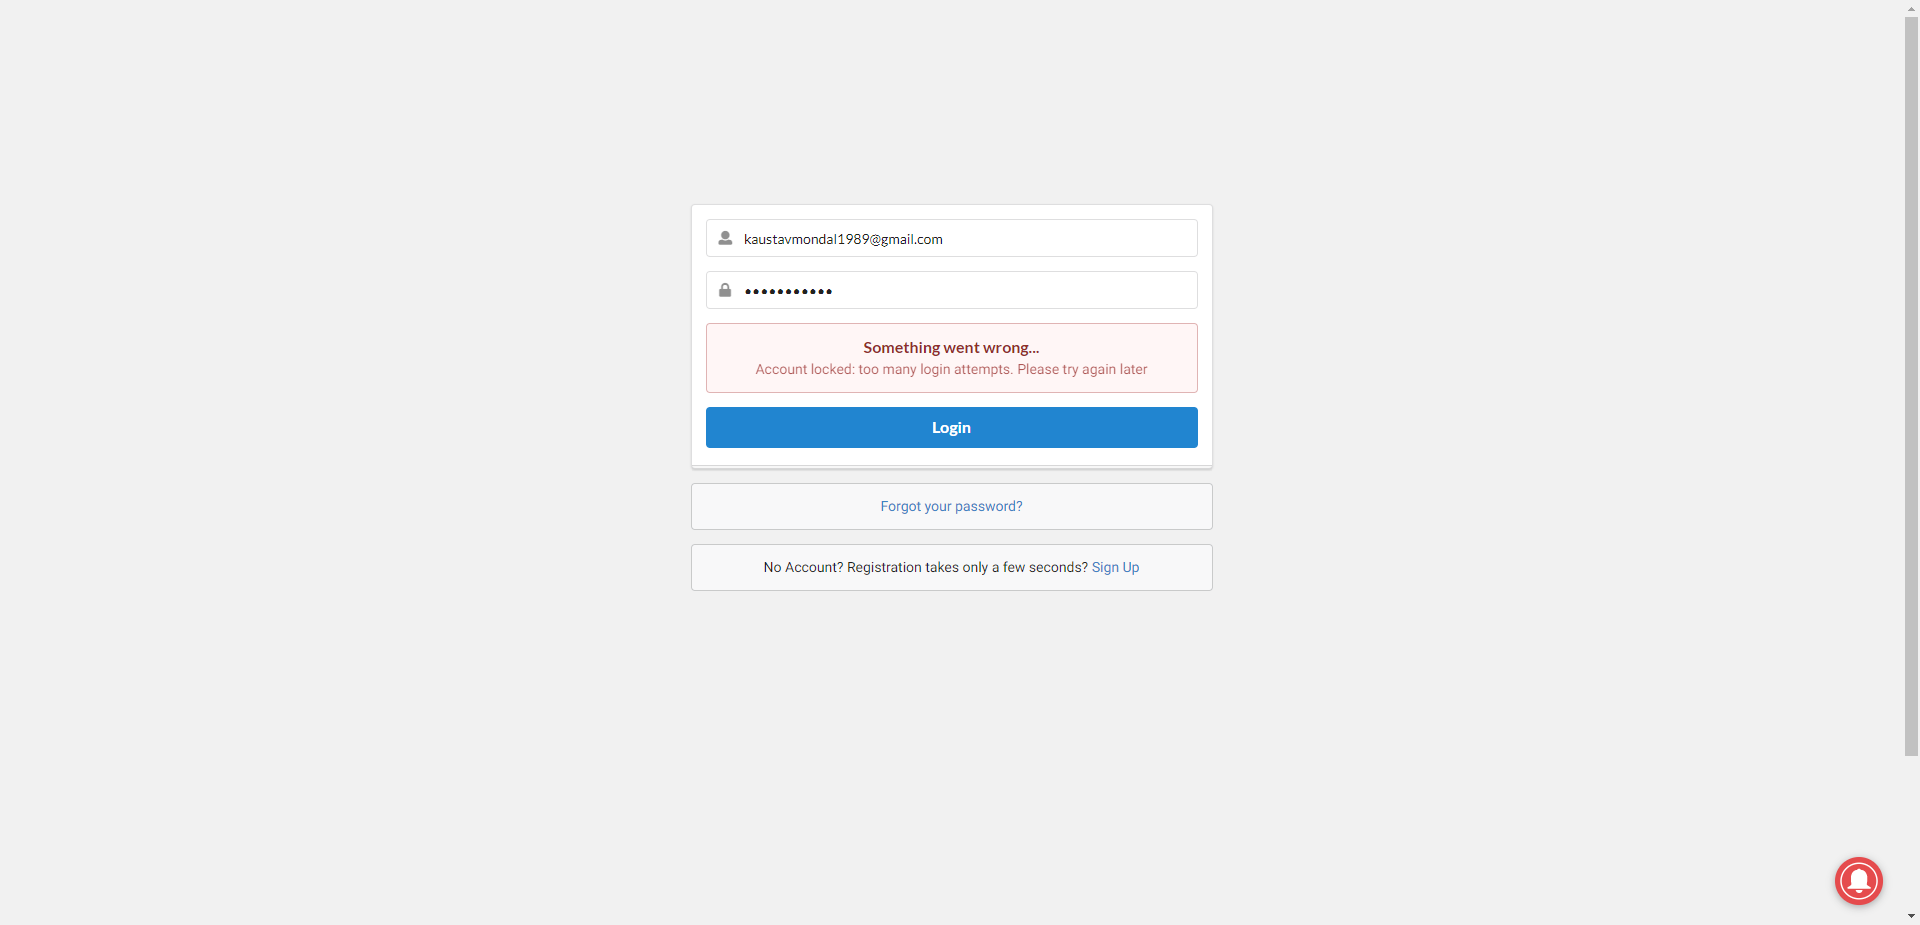 kaustavmondal1989@gmail.com
•••••••••••
Something went wrong...
Account locked: too many login attempts. Please try again later
Login
Forgot your password?
No Account? Registration takes only a few seconds? Sign Up